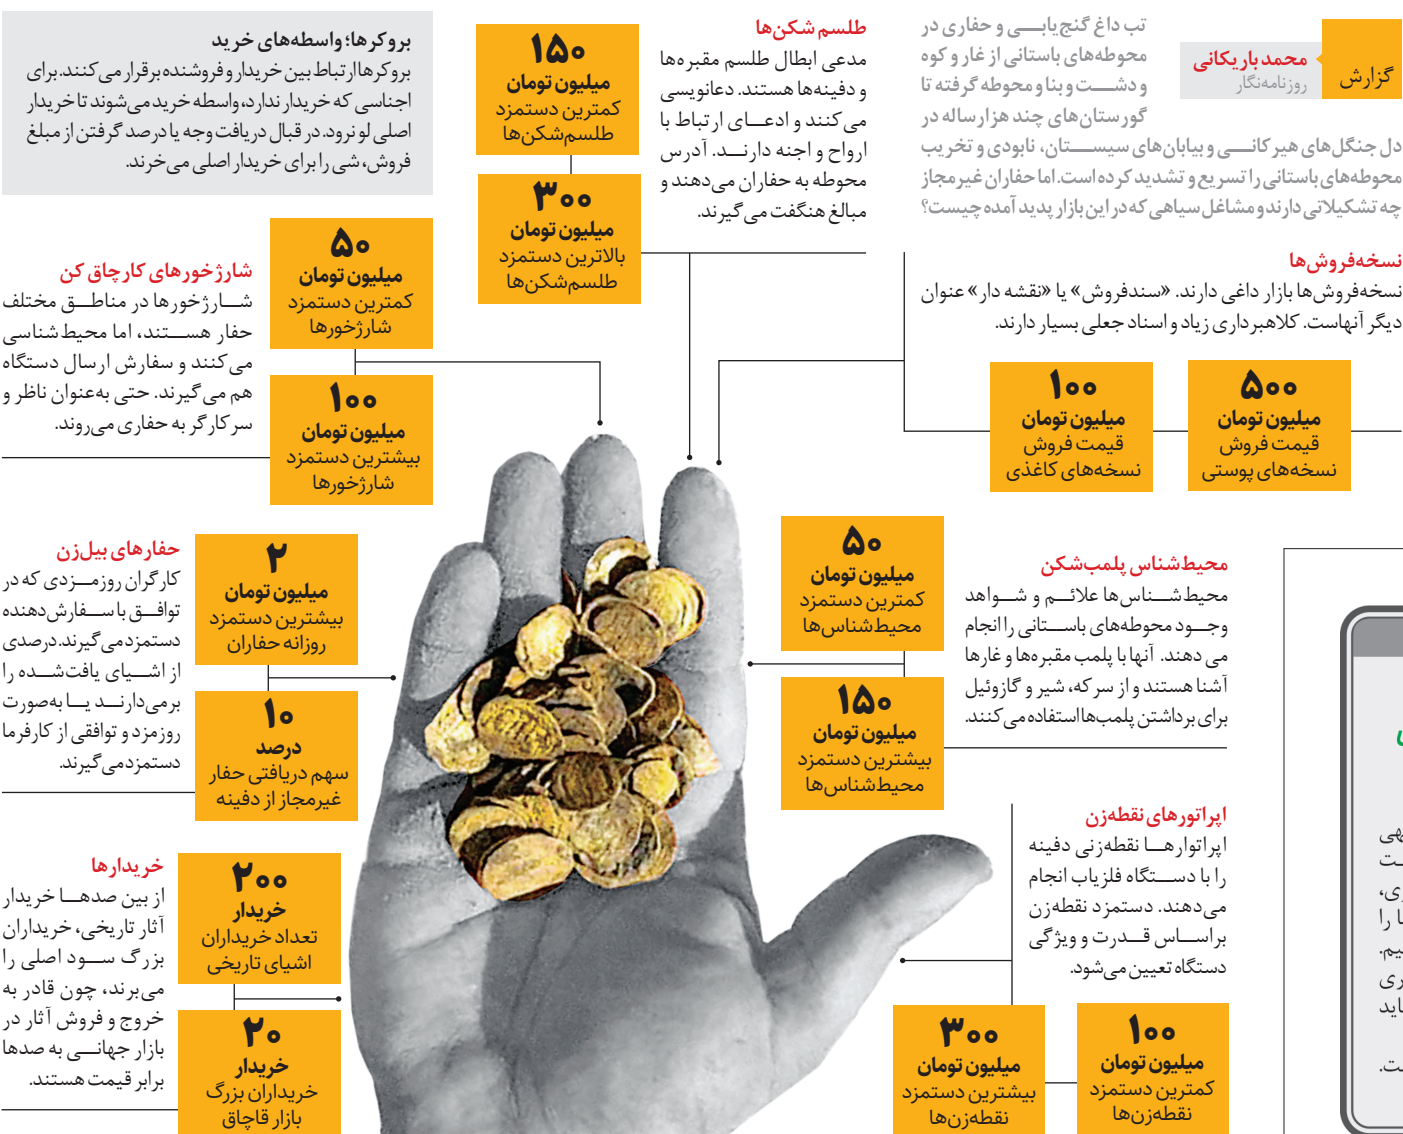 گزارش
محمد باریکانی
روزنامه‌نگار
تب داغ گنج‌یابی و حفاری در
محوطه‌های باستانی از غار و کوه
و دشت و بنا و محوطه گرفته تا
گورستان‌های چند هزارساله در
دل جنگل‌های هیرکانی و بیابان‌های سیستان، نابودی و تخریب
محوطه‌های باستانی را تسریع و تشدید کرده است. اما حفاران غیرمجاز
چه تشکیلاتی دارند و مشاغل سیاهی که در این بازار پدید آمده چیست؟
نسخه‌فروش‌ها
نسخه‌فروش‌ها بازار داغی دارند. «سندفروش» یا «نقشه دار» عنوان
دیگر آنهاست. کلاهبرداری زیاد و اسناد جعلی بسیار دارند.
۵۰۰
میلیون تومان
قیمت فروش
نسخه‌های پوستی
۱۰۰
میلیون تومان
قیمت فروش
نسخه‌های کاغذی
طلسم شکن‌ها
مدعی ابطال طلسم مقبره‌ها
و دفینه‌ها هستند. دعانویسی
می‌کنند و ادعای ارتباط با
ارواح و اجنه دارند. آدرس
محوطه به حفاران می‌دهند و
مبالغ هنگفت می‌گیرند.
۱۵۰
میلیون تومان
کمترین دستمزد
طلسم‌شکن‌ها
۳۰۰
میلیون تومان
بالاترین دستمزد
طلسم‌شکن‌ها
بروکرها؛ واسطه‌های خرید
بروکرها ارتباط بین خریدار و فروشنده برقرار می‌کنند. برای
اجناسی که خریدار ندارد، واسطه خرید می‌شوند تا خریدار
اصلی لو نرود. در قبال دریافت وجه یا درصد گرفتن از مبلغ
فروش، شی را برای خریدار اصلی می‌خرند.
شارژخورهای کارچاق کن
شارژخورها در مناطق مختلف
حفار هستند، اما محیط‌شناسی
می‌کنند و سفارش ارسال دستگاه
هم می‌گیرند. حتی به‌عنوان ناظر و
سرکارگر به حفاری می‌روند.
۵۰
میلیون تومان
کمترین دستمزد
شارژخورها
۱۰۰
میلیون تومان
بیشترین دستمزد
شارژخورها
محیط‌شناس پلمب‌شکن
محیط‌شناس‌ها علائم و شواهد
وجود محوطه‌های باستانی را انجام
می دهند. آنها با پلمب مقبره‌ها و غارها
آشنا هستند و از سرکه، شیر و گازوئیل
برای برداشتن پلمب‌ها استفاده می‌کنند.
۵۰
میلیون تومان
کمترین دستمزد
محیط‌شناس‌ها
۱۵۰
میلیون تومان
بیشترین دستمزد
محیط‌شناس‌ها
حفارهای بیل‌زن
کارگران روزمزدی که در
توافق با سفارش‌دهنده
دستمزد می‌گیرند. درصدی
از اشیای یافت‌شده را
برمی‌دارند یا به‌صورت
روزمزد و توافقی از کارفرما
دستمزد می‌گیرند.
۲
میلیون تومان
بیشترین دستمزد
روزانه حفاران
۱۰
درصد
سهم دریافتی حفار
غیرمجاز از دفینه
اپراتورهای نقطه‌زن
اپراتوارها نقطه‌زنی دفینه
را با دستگاه فلزیاب انجام
می‌دهند. دستمزد نقطه‌زن
براساس قدرت و ویژگی
دستگاه تعیین می‌شود.
۱۰۰
میلیون تومان
کمترین دستمزد
نقطه‌زن‌ها
۳۰۰
میلیون تومان
بیشترین دستمزد
نقطه‌زن‌ها
خریدارها
از بین صدها خریدار
آثار تاریخی، خریداران
بزرگ سود اصلی را
می‌برند، چون قادر به
خروج و فروش آثار در
بازار جهانی به صدها
برابر قیمت هستند.
۲۰۰
خریدار
تعداد خریداران
اشیای تاریخی
۲۰
خریدار
خریداران بزرگ
بازار قاچاق